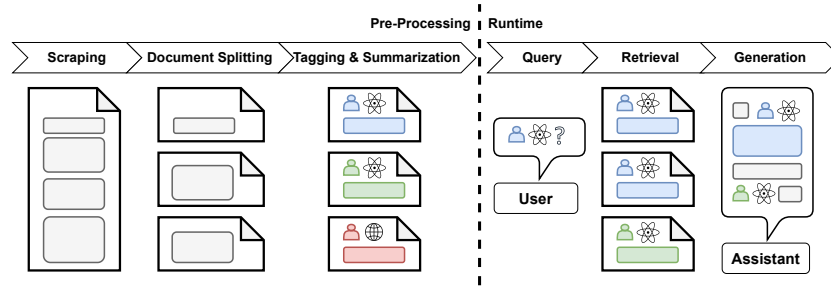 Pre-Processing Runtime
Scraping Document Splitting Tagging & Summarization Query Retrieval Generation
?
User
Assistant